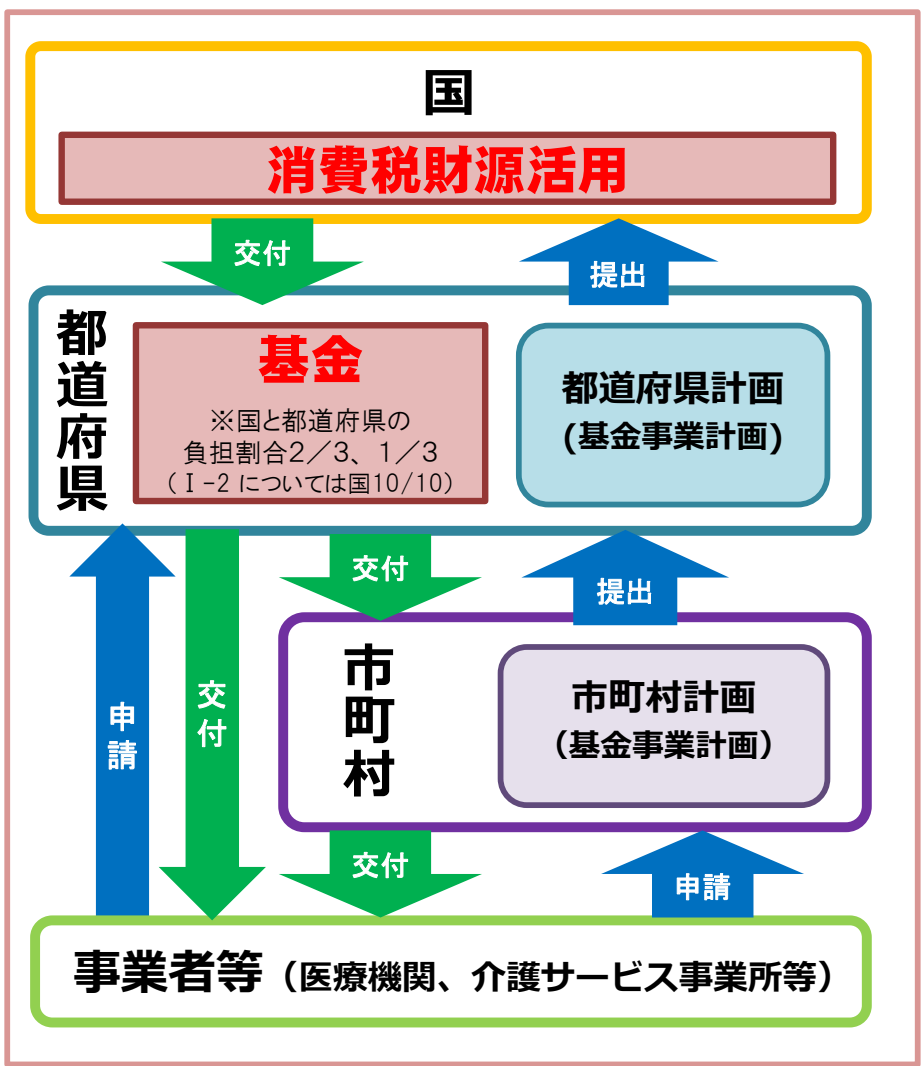 国
消費税財源活用
交付
提出
都道府県
基金
※国と都道府県の
負担割合2／3、1／3
（Ⅰ-2 については国10/10）
都道府県計画
(基金事業計画)
交付
提出
申請
交付
市町村
市町村計画
（基金事業計画）
交付
申請
事業者等（医療機関、介護サービス事業所等）